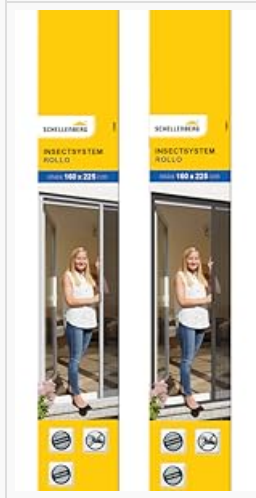 SCHELLENBERG
INSECTSYSTEM
ROLLO
160 x 225 cm
SCHELLENBERG
INSECTSYSTEM
ROLLO
160 x 225 cm